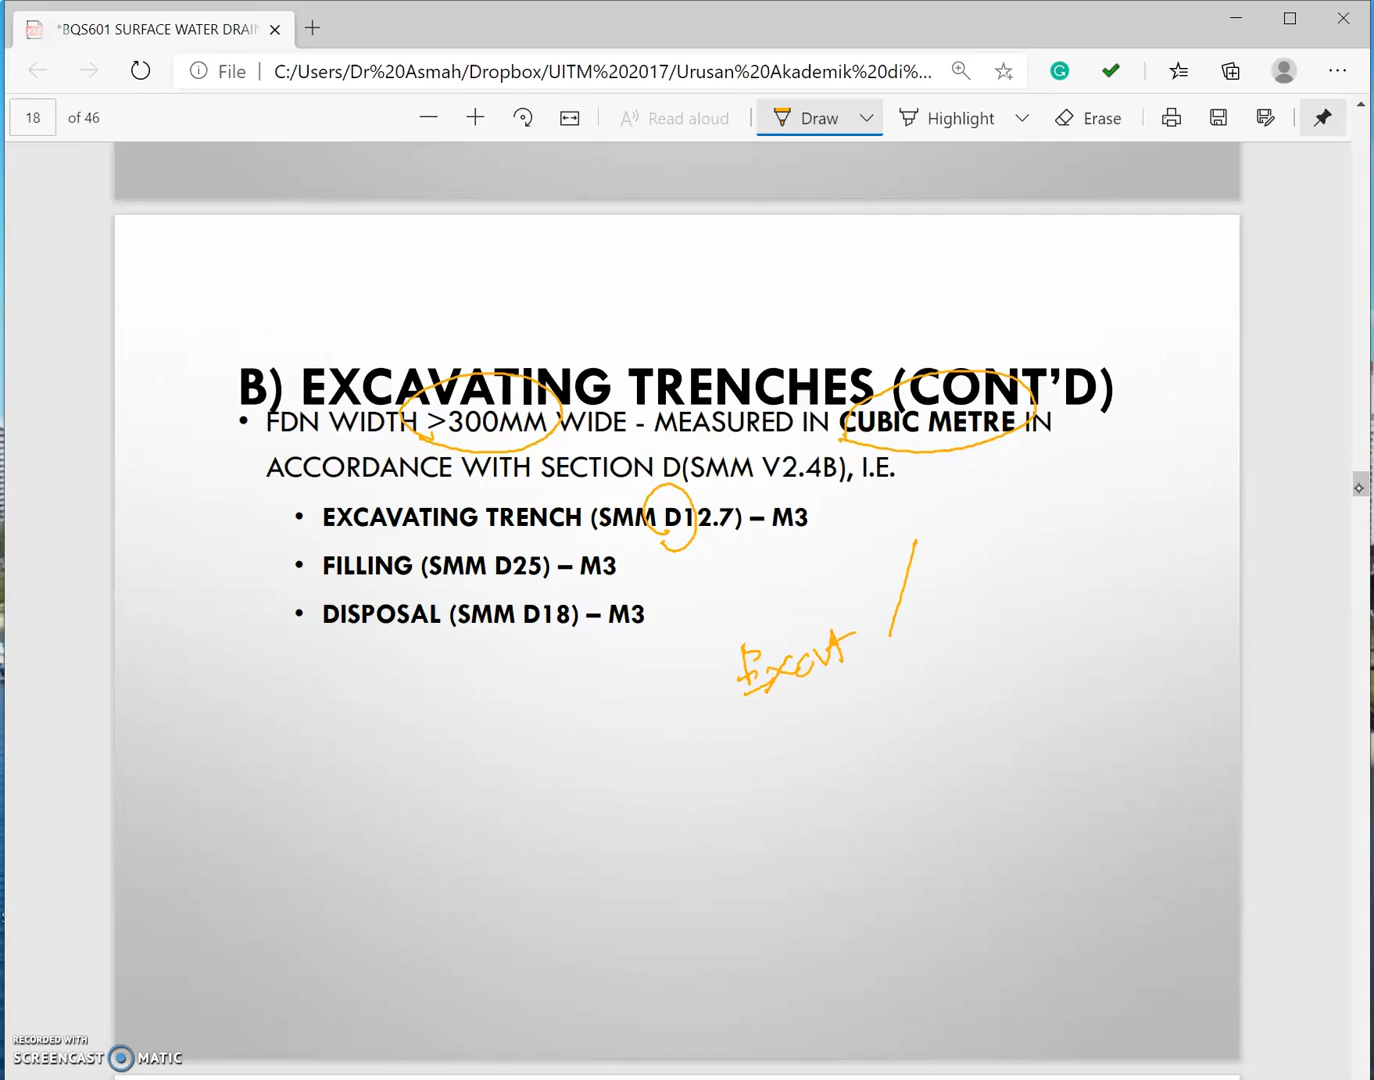 *BQS601 SURFACE WATER DRAIN
File C:/Users/Dr%20Asmah/Dropbox/UITM%202017/Urusan%20Akademik%20di%...
18 of 46 Read aloud Draw Highlight Erase
B) EXCAVATING TRENCHES (CONT'D)
• FDN WIDTH >300MM WIDE - MEASURED IN CUBIC METRE IN
ACCORDANCE WITH SECTION D(SMM V2.4B), I.E.
• EXCAVATING TRENCH (SMM D12.7) – M3
• FILLING (SMM D25) – M3
• DISPOSAL (SMM D18) – M3
Excvt
RECORDED WITH
SCREENCAST MATIC